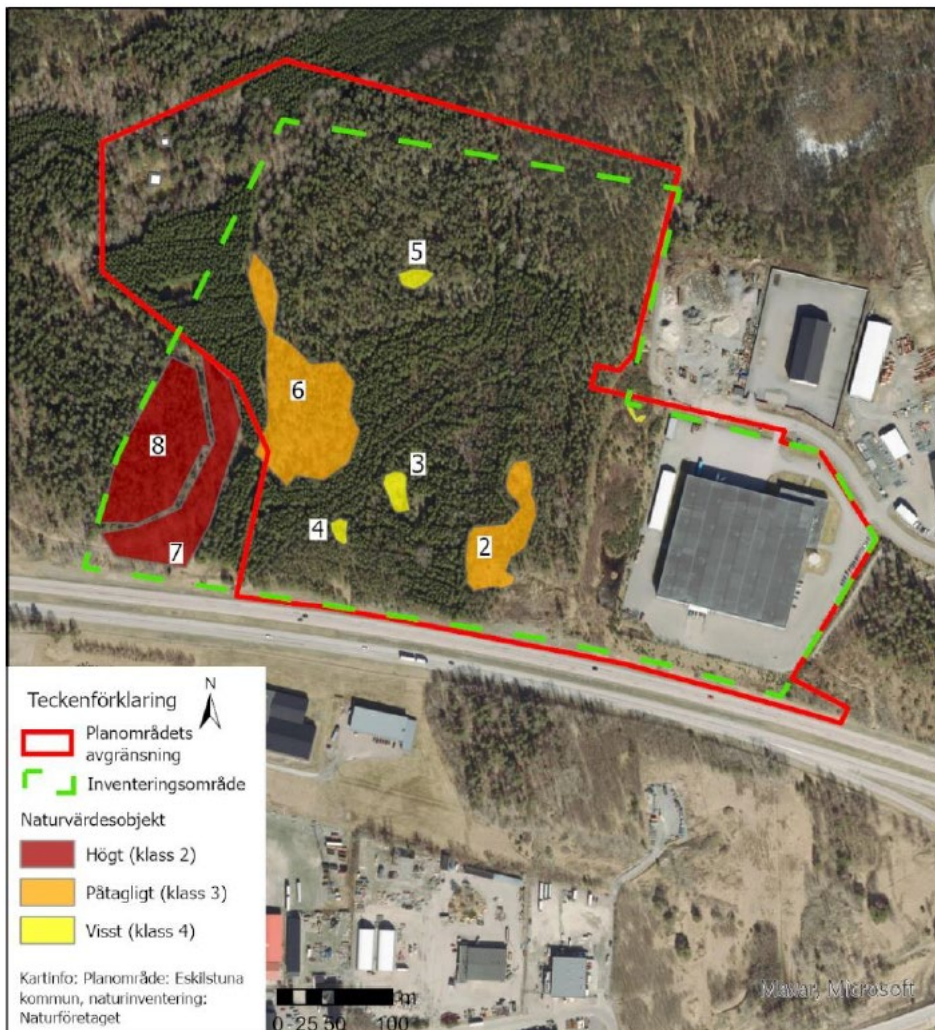 5
6
8
3
4
2
7
Teckenförklaring
N
Planområdets
avgränsning
Inventeringsområde
Naturvärdesobjekt
Högt (klass 2)
Påtagligt (klass 3)
Visst (klass 4)
Kartinfo: Planområde: Eskilstuna
kommun, naturinventering:
Naturföretaget
m
0 25 50 100
Maxar, Microsoft